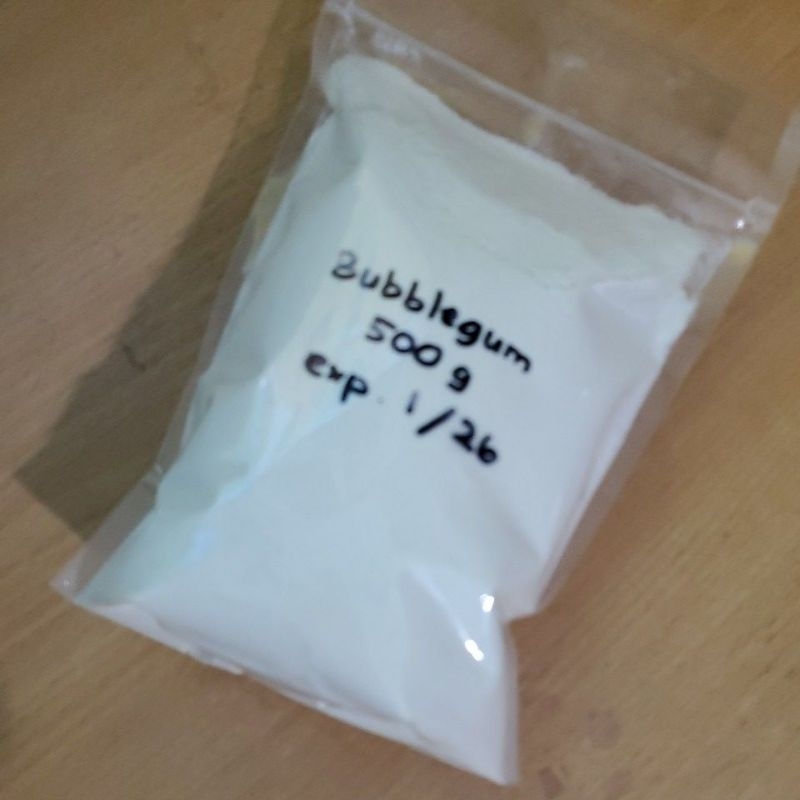 Bubblegum
500 g
exp. 1/26